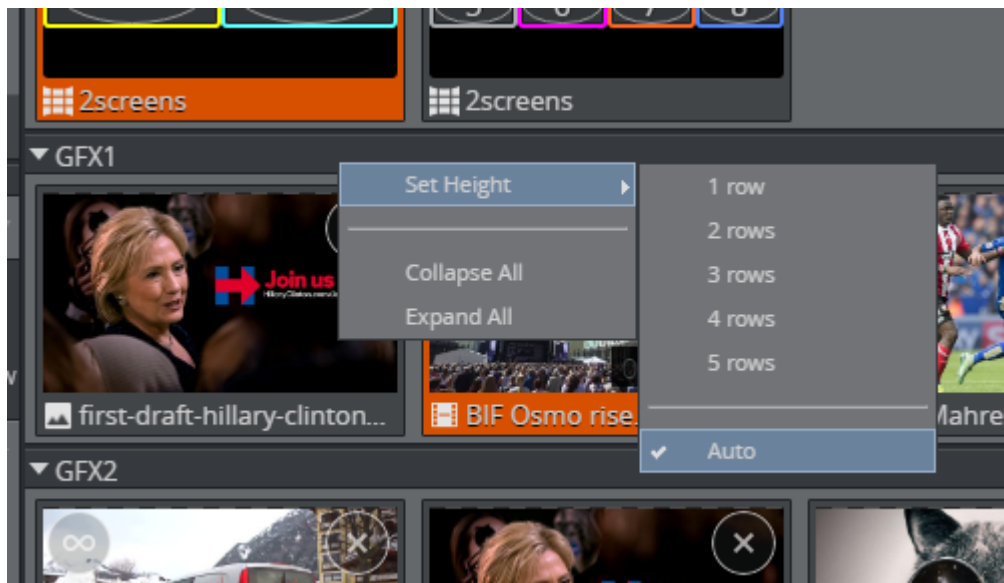 2screens
2screens
GFX1
Set Height
1 row
2 rows
3 rows
4 rows
5 rows
Auto
Collapse All
Expand All
Join us
first-draft-hillary-clinton...
BIF Osmo rise
GFX2